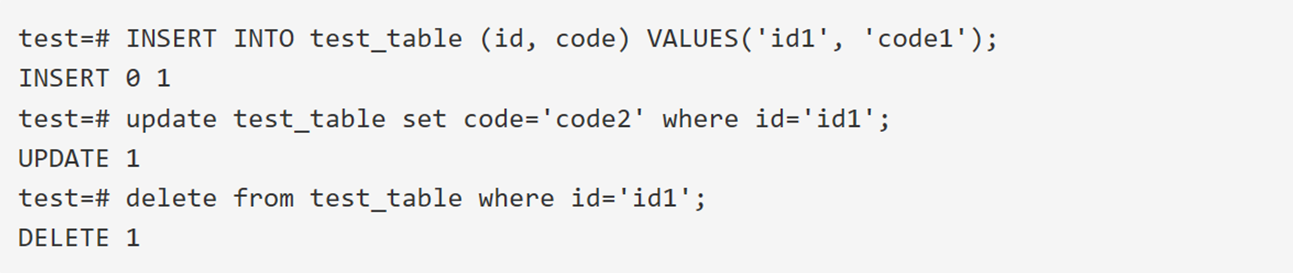 test=# INSERT INTO test_table (id, code) VALUES('id1', 'code1');
INSERT 0 1
test=# update test_table set code='code2' where id='id1';
UPDATE 1
test=# delete from test_table where id='id1';
DELETE 1